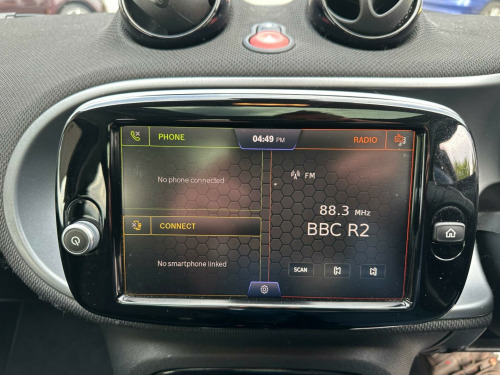 PHONE
04:49 PM
RADIO
No phone connected
FM
88.3 MHz
BBC R2
CONNECT
No smartphone linked
SCAN